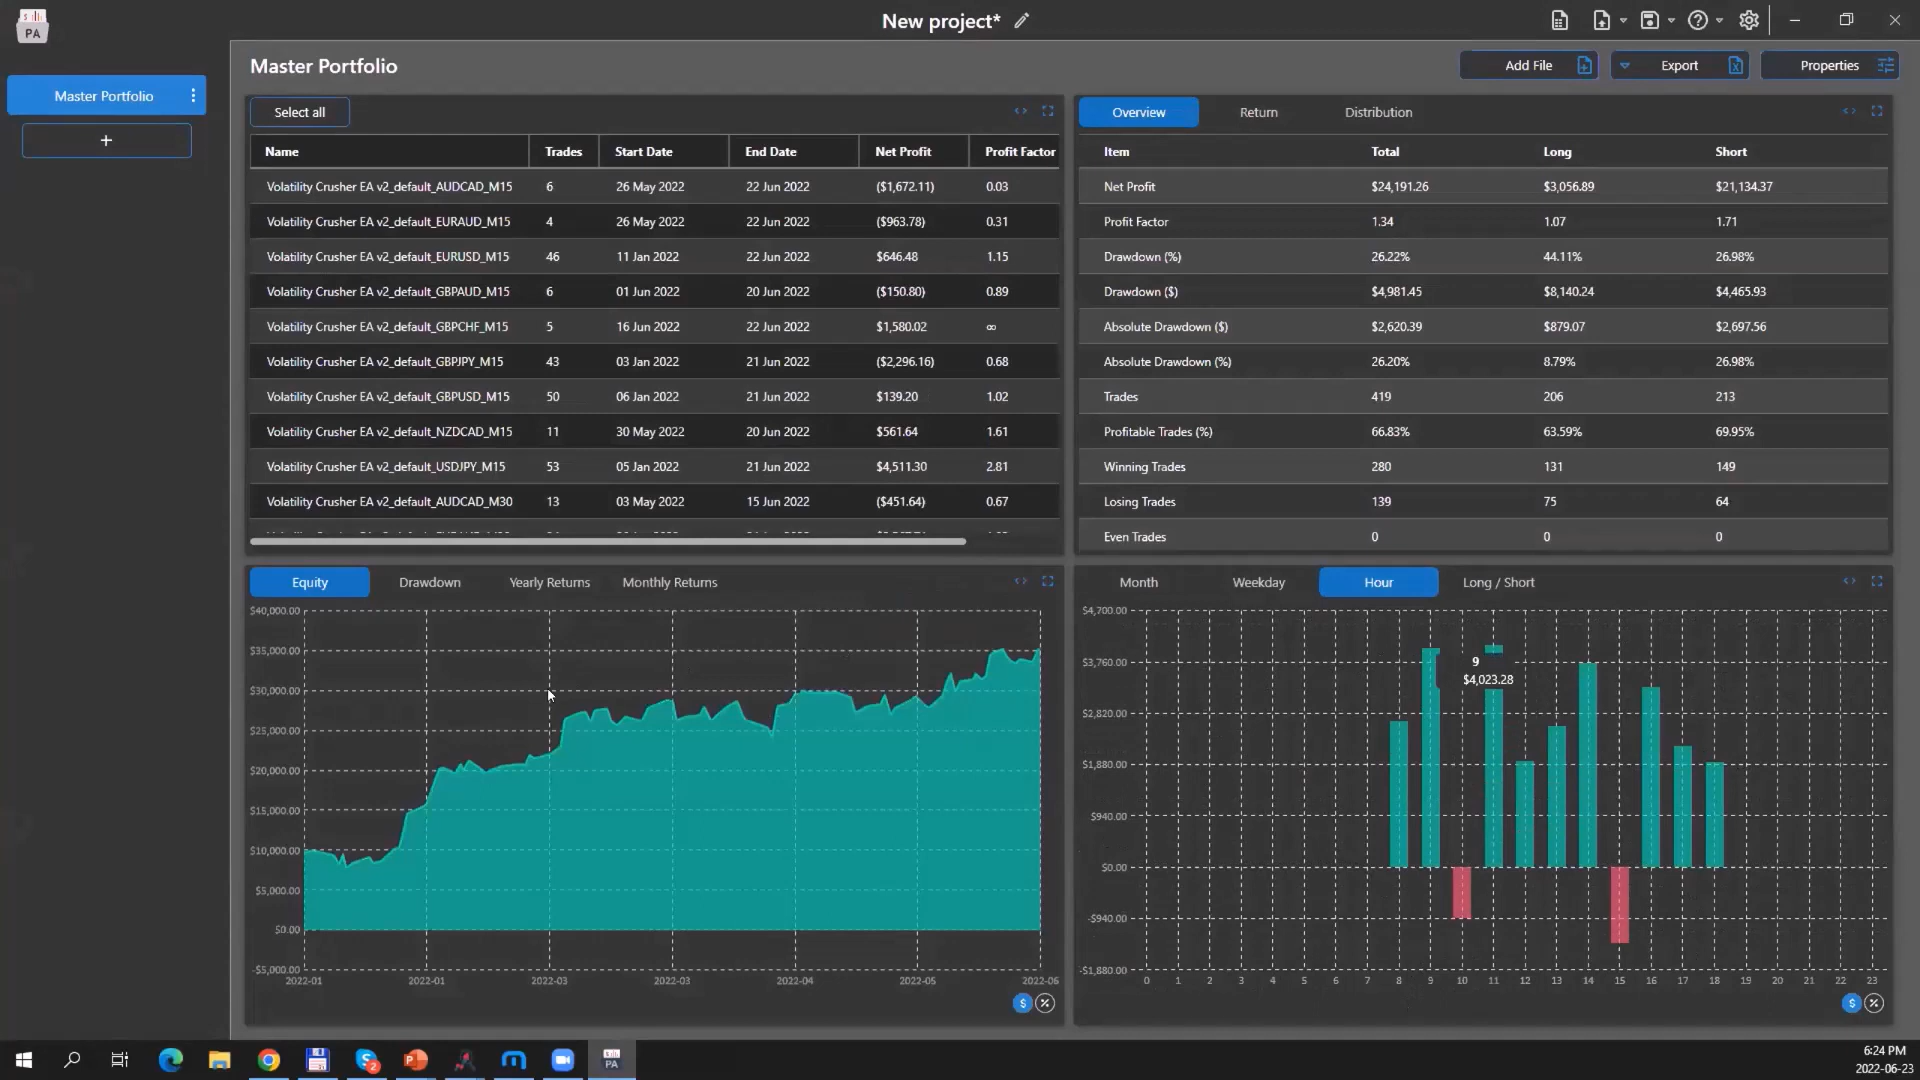 PA
New project*
Master Portfolio
+
Master Portfolio
Add File
Export
Properties
Select all
Name Trades Start Date End Date Net Profit Profit Factor
Volatility Crusher EA v2_default_AUDCAD_M15 6 26 May 2022 22 Jun 2022 ($1,672.11) 0.03
Volatility Crusher EA v2_default_EURAUD_M15 4 26 May 2022 22 Jun 2022 ($963.78) 0.31
Volatility Crusher EA v2_default_EURUSD_M15 46 11 Jan 2022 22 Jun 2022 $646.48 1.15
Volatility Crusher EA v2_default_GBPAUD_M15 6 01 Jun 2022 20 Jun 2022 ($150.80) 0.89
Volatility Crusher EA v2_default_GBPCHF_M15 5 16 Jun 2022 22 Jun 2022 $1,580.02 ∞
Volatility Crusher EA v2_default_GBPJPY_M15 43 03 Jan 2022 21 Jun 2022 ($2,296.16) 0.68
Volatility Crusher EA v2_default_GBPUSD_M15 50 06 Jan 2022 21 Jun 2022 $139.20 1.02
Volatility Crusher EA v2_default_NZDCAD_M15 11 30 May 2022 20 Jun 2022 $561.64 1.61
Volatility Crusher EA v2_default_USDJPY_M15 53 05 Jan 2022 21 Jun 2022 $4,511.30 2.81
Volatility Crusher EA v2_default_AUDCAD_M30 13 03 May 2022 15 Jun 2022 ($451.64) 0.67
Overview Return Distribution
Item Total Long Short
Net Profit $24,191.26 $3,056.89 $21,134.37
Profit Factor 1.34 1.07 1.71
Drawdown (%) 26.22% 44.11% 26.98%
Drawdown ($) $4,981.45 $8,140.24 $4,465.93
Absolute Drawdown ($) $2,620.39 $879.07 $2,697.56
Absolute Drawdown (%) 26.20% 8.79% 26.98%
Trades 419 206 213
Profitable Trades (%) 66.83% 63.59% 69.95%
Winning Trades 280 131 149
Losing Trades 139 75 64
Even Trades 0 0 0
Equity Drawdown Yearly Returns Monthly Returns
$40,000.00
$35,000.00
$30,000.00
$25,000.00
$20,000.00
$15,000.00
$10,000.00
$5,000.00
$0.00
-$5,000.00
2022-01 2022-01 2022-03 2022-03 2022-04 2022-05 2022-06
$ %
Month Weekday Hour Long / Short
$4,700.00
$3,760.00
$2,820.00
$1,880.00
$940.00
$0.00
-$940.00
-$1,880.00
9
$4,023.28
0 1 2 3 4 5 6 7 8 9 10 11 12 13 14 15 16 17 18 19 20 21 22 23
$ %
2
PA
6:24 PM
2022-06-23